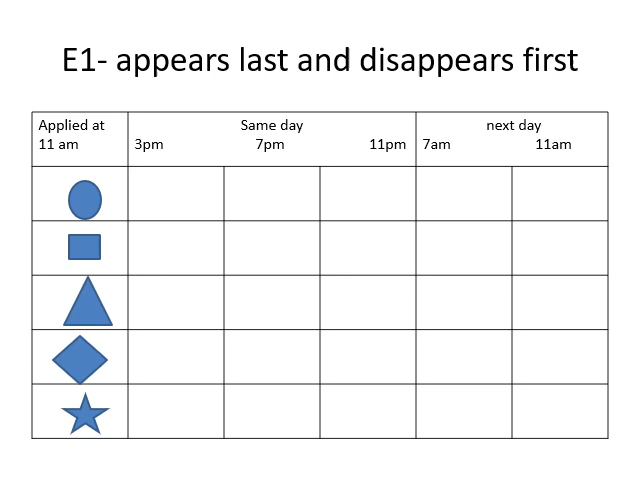 E1- appears last and disappears first
Applied at Same day next day
11 am 3pm 7pm 11pm 7am 11am